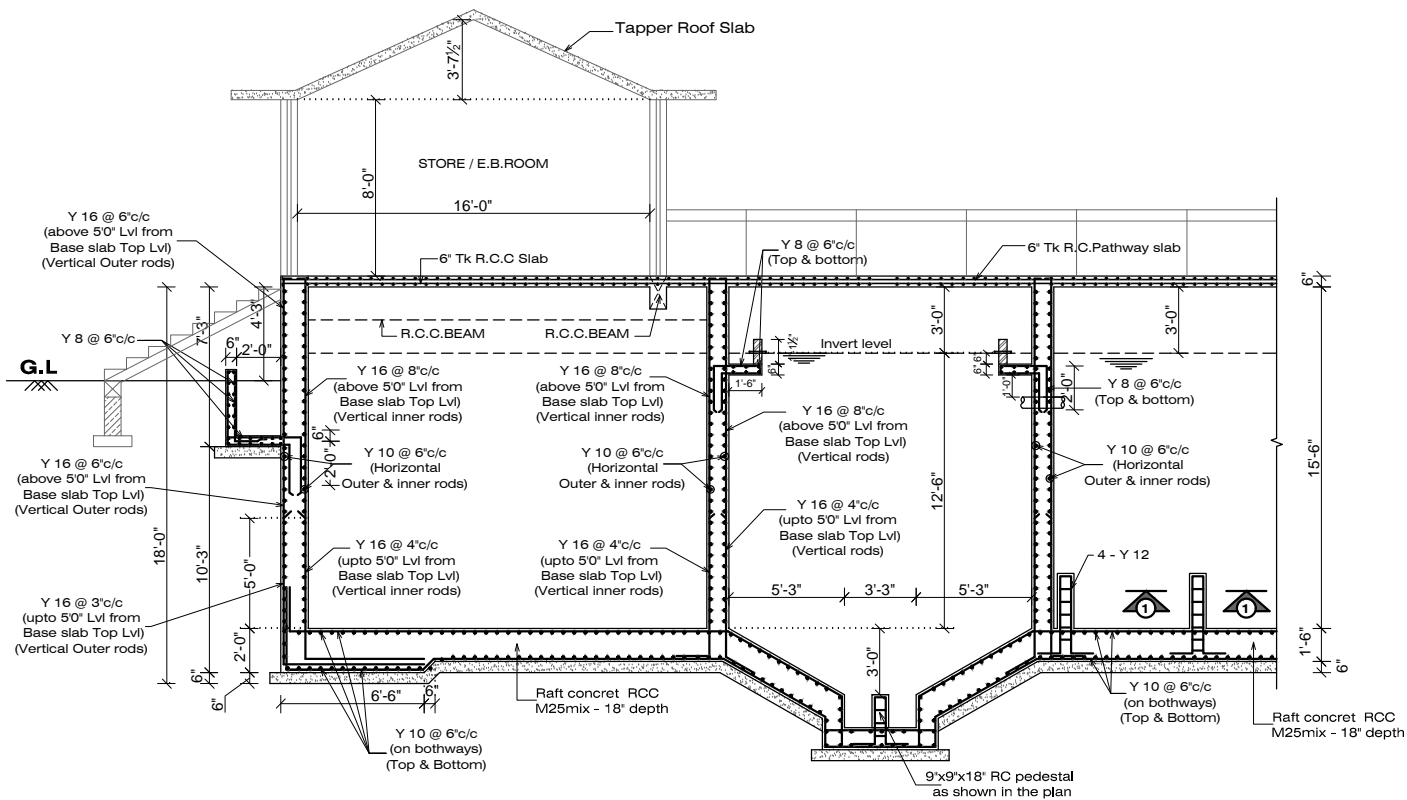 Tapper Roof Slab
3'-7½"
STORE / E.B.ROOM
8'-0"
16'-0"
Y 16 @ 6"c/c
(above 5'0" Lvl from
Base slab Top Lvl)
(Vertical Outer rods)
6" Tk R.C.C Slab
Y 8 @ 6"c/c
(Top & bottom)
6" Tk R.C.Pathway slab
6"
4'-3"
7'-3"
3'-0"
3'-0"
Y 8 @ 6"c/c
6"
2'-0"
R.C.C.BEAM
R.C.C.BEAM
Invert level
1½"
6"
6"
6"
1'-6"
1'-0"
2'-0"
G.L
Y 16 @ 8"c/c
(above 5'0" Lvl from
Base slab Top Lvl)
(Vertical inner rods)
Y 16 @ 8"c/c
(above 5'0" Lvl from
Base slab Top Lvl)
(Vertical inner rods)
Y 16 @ 8"c/c
(above 5'0" Lvl from
Base slab Top Lvl)
(Vertical rods)
Y 8 @ 6"c/c
(Top & bottom)
6"
2'-0"
Y 10 @ 6"c/c
(Horizontal
Outer & inner rods)
Y 10 @ 6"c/c
(Horizontal
Outer & inner rods)
Y 10 @ 6"c/c
(Horizontal
Outer & inner rods)
Y 16 @ 6"c/c
(above 5'0" Lvl from
Base slab Top Lvl)
(Vertical Outer rods)
12'-6"
15'-6"
18'-0"
10'-3"
5'-0"
Y 16 @ 4"c/c
(upto 5'0" Lvl from
Base slab Top Lvl)
(Vertical inner rods)
Y 16 @ 4"c/c
(upto 5'0" Lvl from
Base slab Top Lvl)
(Vertical inner rods)
Y 16 @ 4"c/c
(upto 5'0" Lvl from
Base slab Top Lvl)
(Vertical rods)
4 - Y 12
5'-3"
3'-3"
5'-3"
1
1
Y 16 @ 3"c/c
(upto 5'0" Lvl from
Base slab Top Lvl)
(Vertical Outer rods)
2'-0"
3'-0"
1'-6"
6"
6"
6"
6'-6"
6"
Raft concret RCC
M25mix - 18" depth
Y 10 @ 6"c/c
(on bothways)
(Top & Bottom)
Y 10 @ 6"c/c
(on bothways)
(Top & Bottom)
Raft concret RCC
M25mix - 18" depth
9"x9"x18" RC pedestal
as shown in the plan